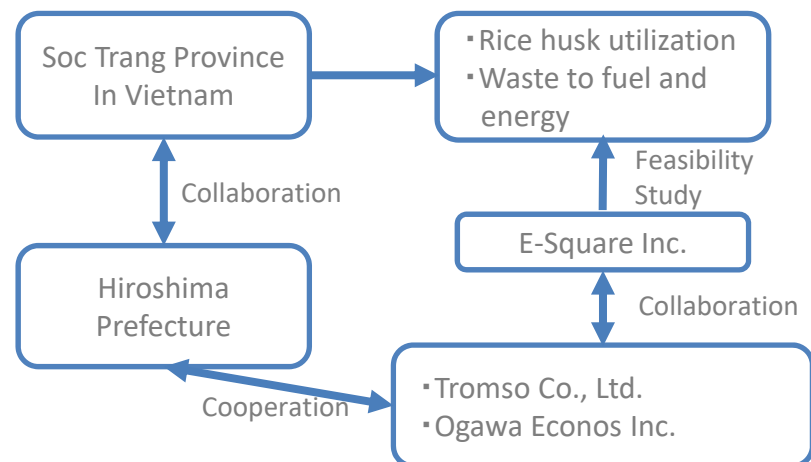 Soc Trang Province
In Vietnam
・Rice husk utilization
・Waste to fuel and
energy
Collaboration
Feasibility
Study
E-Square Inc.
Hiroshima
Prefecture
Collaboration
Cooperation
・Tromso Co., Ltd.
・Ogawa Econos Inc.